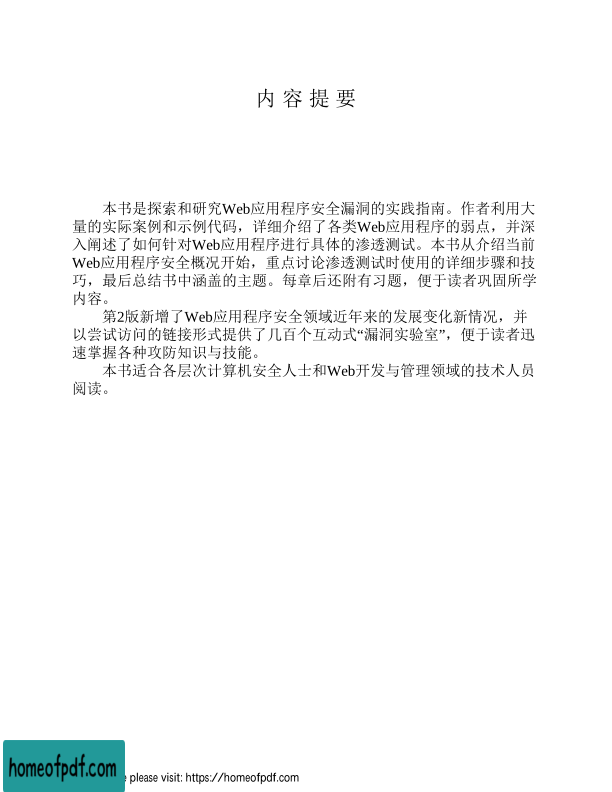 内 容 提 要
本书是探索和研究Web应用程序安全漏洞的实践指南。作者利用大
量的实际案例和示例代码，详细介绍了各类Web应用程序的弱点，并深
入阐述了如何针对Web应用程序进行具体的渗透测试。本书从介绍当前
Web应用程序安全概况开始，重点讨论渗透测试时使用的详细步骤和技
巧，最后总结书中涵盖的主题。每章后还附有习题，便于读者巩固所学
内容。
第2版新增了Web应用程序安全领域近年来的发展变化新情况，并
以尝试访问的链接形式提供了几百个互动式“漏洞实验室”，便于读者迅
速掌握各种攻防知识与技能。
本书适合各层次计算机安全人士和Web开发与管理领域的技术人员
阅读。
homeofpdf.com
please visit: https://homeofpdf.com